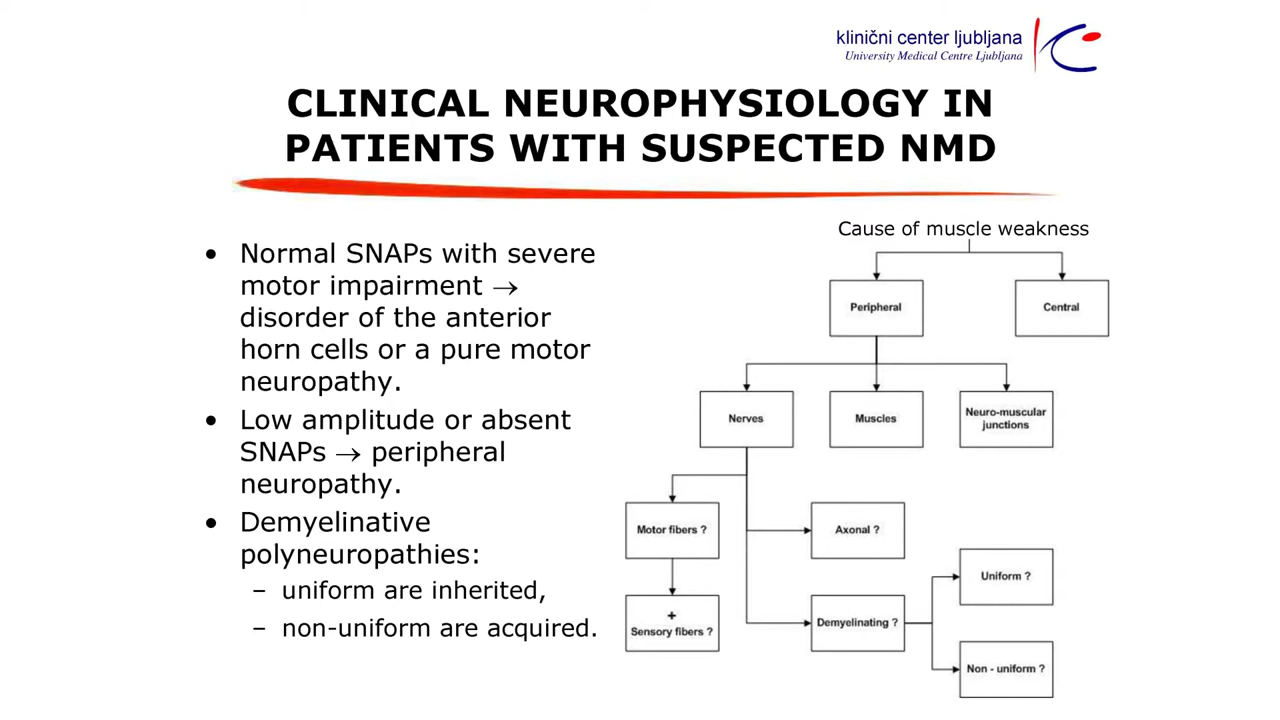 klinični center ljubljana
University Medical Centre Ljubljana
CLINICAL NEUROPHYSIOLOGY IN
PATIENTS WITH SUSPECTED NMD
• Normal SNAPs with severe
motor impairment →
disorder of the anterior
horn cells or a pure motor
neuropathy.
• Low amplitude or absent
SNAPs → peripheral
neuropathy.
• Demyelinative
polyneuropathies:
– uniform are inherited,
– non-uniform are acquired.
Cause of muscle weakness
Peripheral
Central
Nerves
Muscles
Neuro-muscular
junctions
Motor fibers ?
Axonal ?
Uniform ?
+
Sensory fibers ?
Demyelinating ?
Non - uniform ?